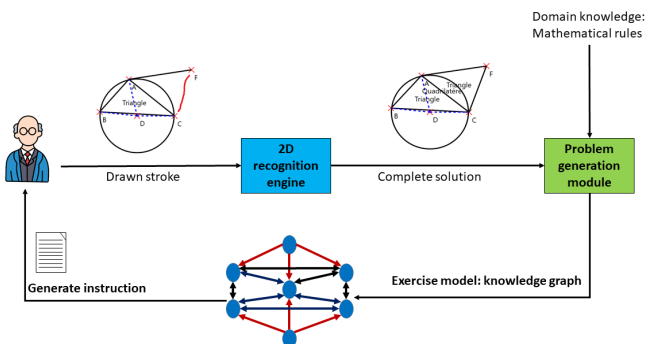 Domain knowledge:
Mathematical rules
F
A
Triangle
B
D
C
F
A
Triangle
Quadrilatère
Triangle
B
D
C
2D
recognition
engine
Problem
generation
module
Drawn stroke
Complete solution
Exercise model: knowledge graph
Generate instruction